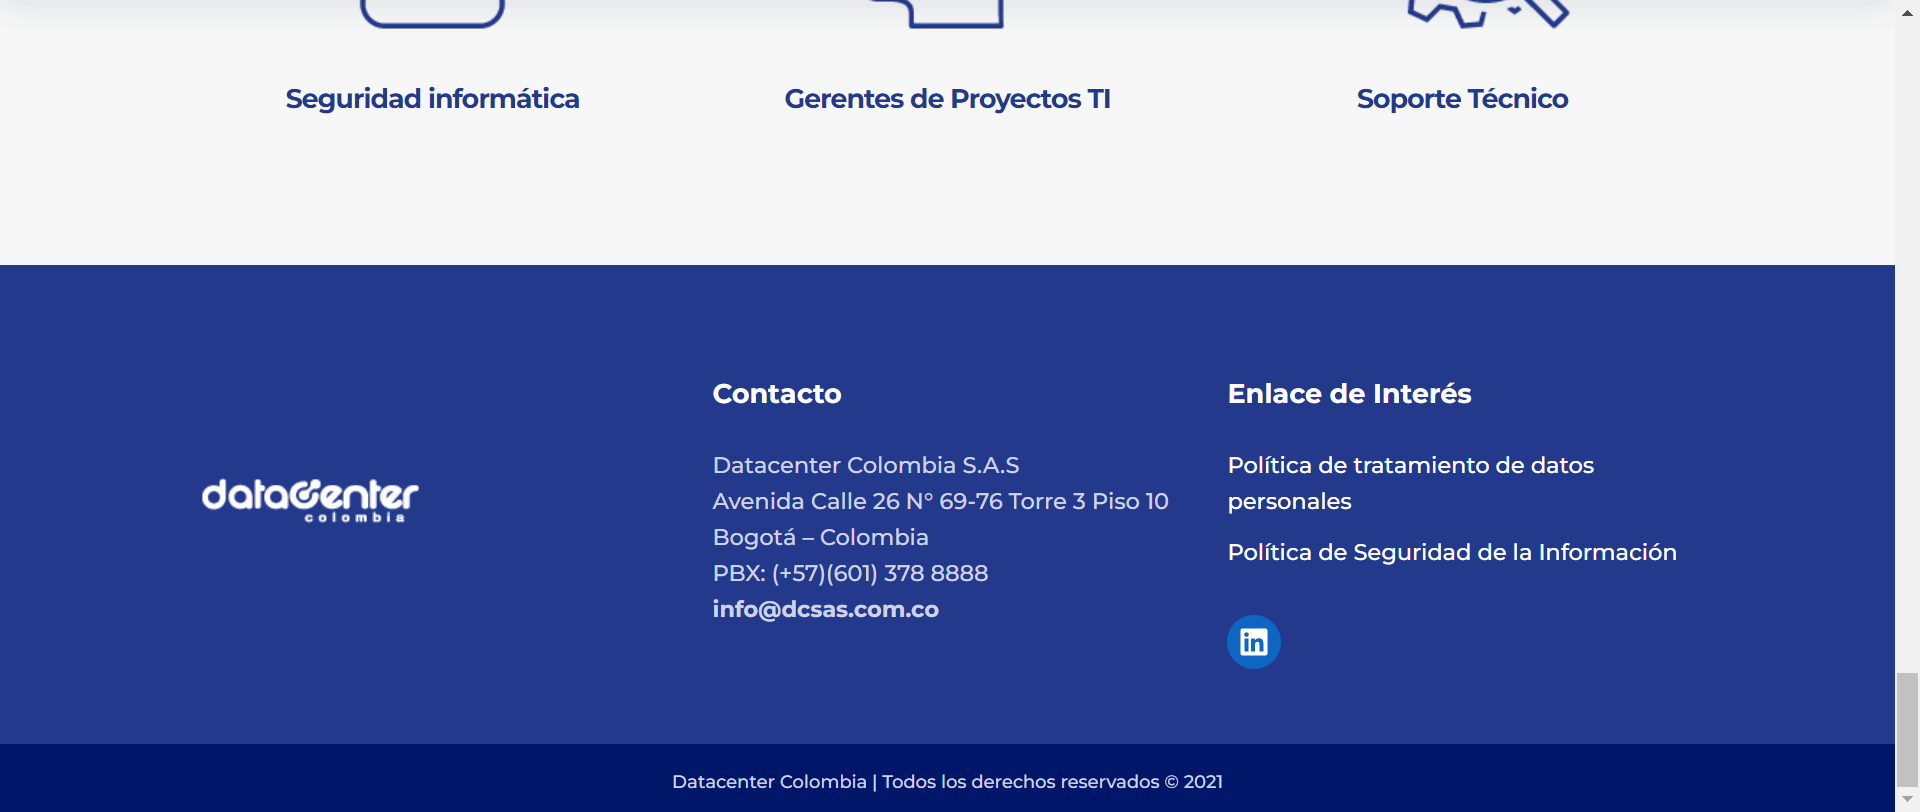 Seguridad informática
Gerentes de Proyectos TI
Soporte Técnico
datacenter
colombia
Contacto
Datacenter Colombia S.A.S
Avenida Calle 26 N° 69-76 Torre 3 Piso 10
Bogotá – Colombia
PBX: (+57)(601) 378 8888
info@dcsas.com.co
Enlace de Interés
Política de tratamiento de datos
personales
Política de Seguridad de la Información
in
Datacenter Colombia | Todos los derechos reservados © 2021